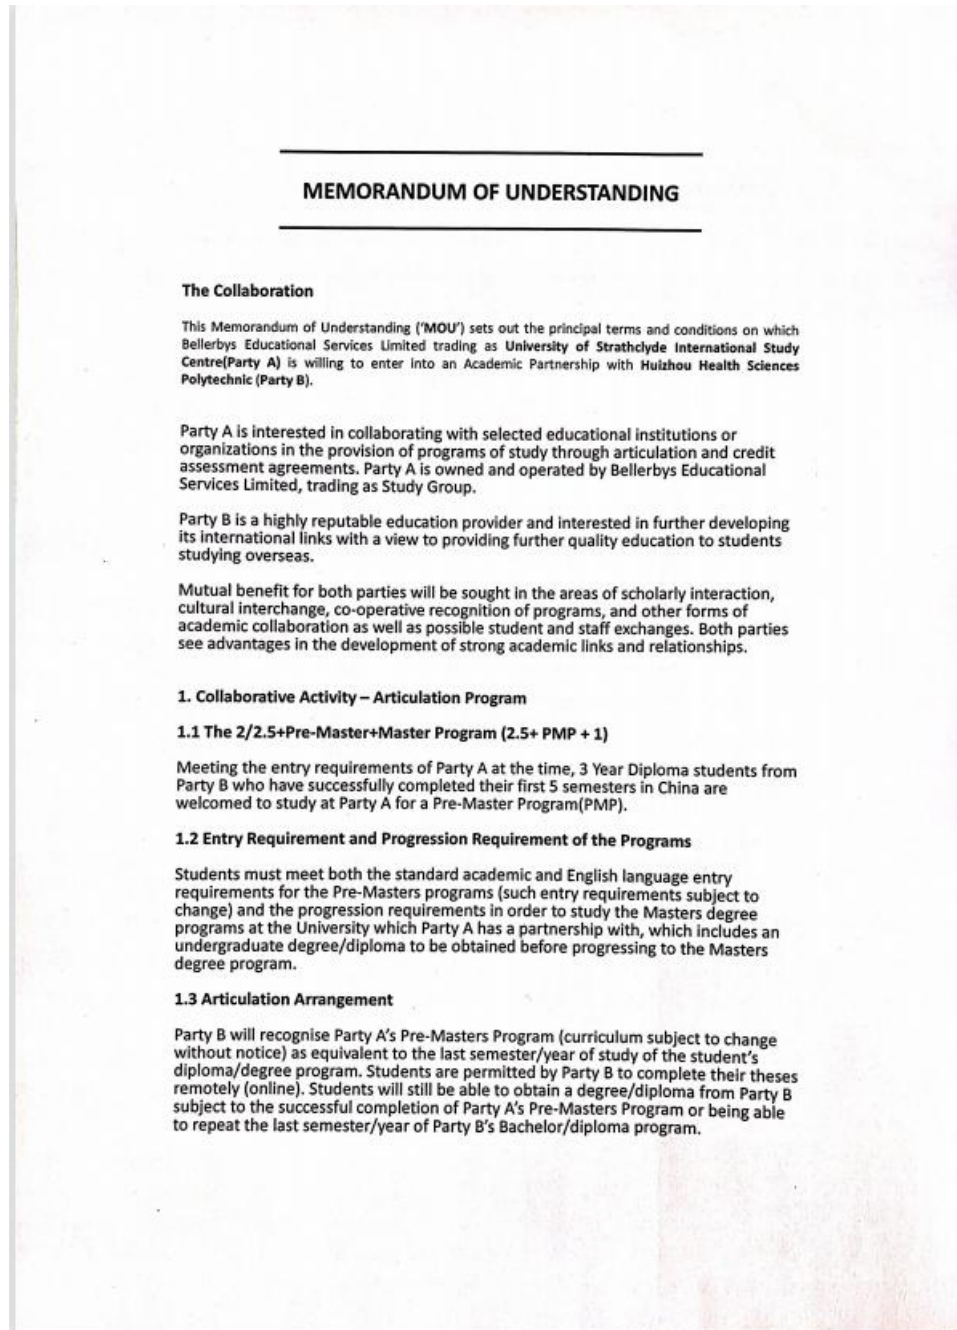 MEMORANDUM OF UNDERSTANDING
The Collaboration
This Memorandum of Understanding ('MOU') sets out the principal terms and conditions on which
Bellerbys Educational Services Limited trading as University of Strathclyde International Study
Centre(Party A) is willing to enter into an Academic Partnership with Huizhou Health Sciences
Polytechnic (Party B).
Party A is interested in collaborating with selected educational institutions or
organizations in the provision of programs of study through articulation and credit
assessment agreements. Party A is owned and operated by Bellerbys Educational
Services Limited, trading as Study Group.
Party B is a highly reputable education provider and interested in further developing
its international links with a view to providing further quality education to students
studying overseas.
Mutual benefit for both parties will be sought in the areas of scholarly interaction,
cultural interchange, co-operative recognition of programs, and other forms of
academic collaboration as well as possible student and staff exchanges. Both parties
see advantages in the development of strong academic links and relationships.
1. Collaborative Activity – Articulation Program
1.1 The 2/2.5+Pre-Master+Master Program (2.5+ PMP + 1)
Meeting the entry requirements of Party A at the time, 3 Year Diploma students from
Party B who have successfully completed their first 5 semesters in China are
welcomed to study at Party A for a Pre-Master Program(PMP).
1.2 Entry Requirement and Progression Requirement of the Programs
Students must meet both the standard academic and English language entry
requirements for the Pre-Masters programs (such entry requirements subject to
change) and the progression requirements in order to study the Masters degree
programs at the University which Party A has a partnership with, which includes an
undergraduate degree/diploma to be obtained before progressing to the Masters
degree program.
1.3 Articulation Arrangement
Party B will recognise Party A's Pre-Masters Program (curriculum subject to change
without notice) as equivalent to the last semester/year of study of the student's
diploma/degree program. Students are permitted by Party B to complete their theses
remotely (online). Students will still be able to obtain a degree/diploma from Party B
subject to the successful completion of Party A's Pre-Masters Program or being able
to repeat the last semester/year of Party B's Bachelor/diploma program.